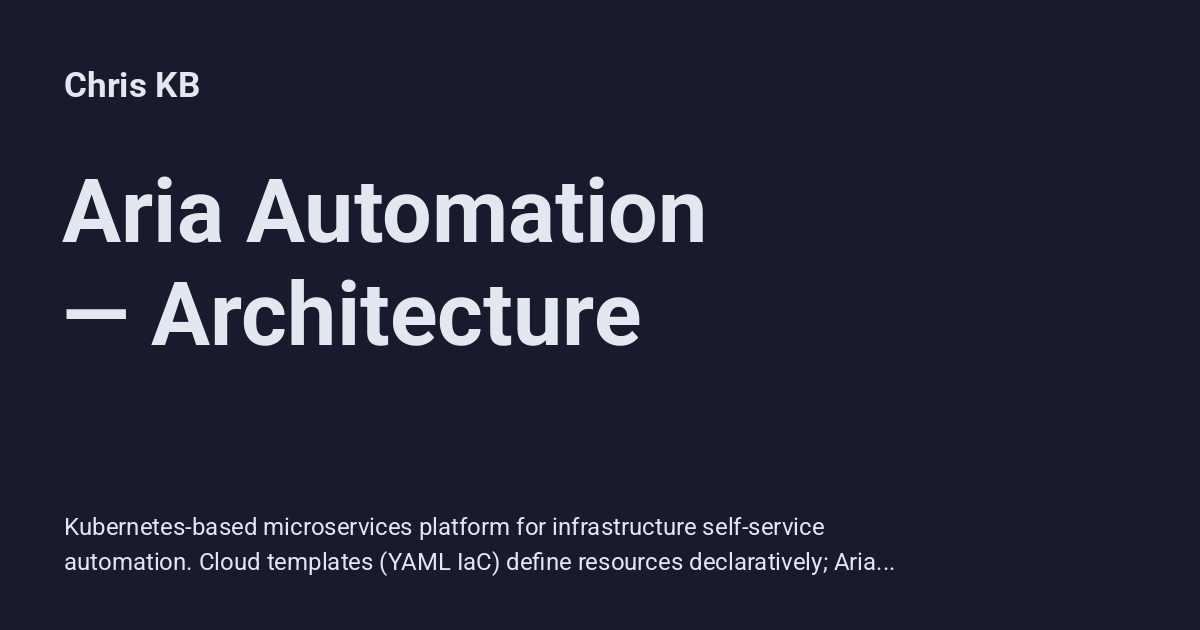 Chris KB
Aria Automation
— Architecture
Kubernetes-based microservices platform for infrastructure self-service
automation. Cloud templates (YAML IaC) define resources declaratively; Aria...